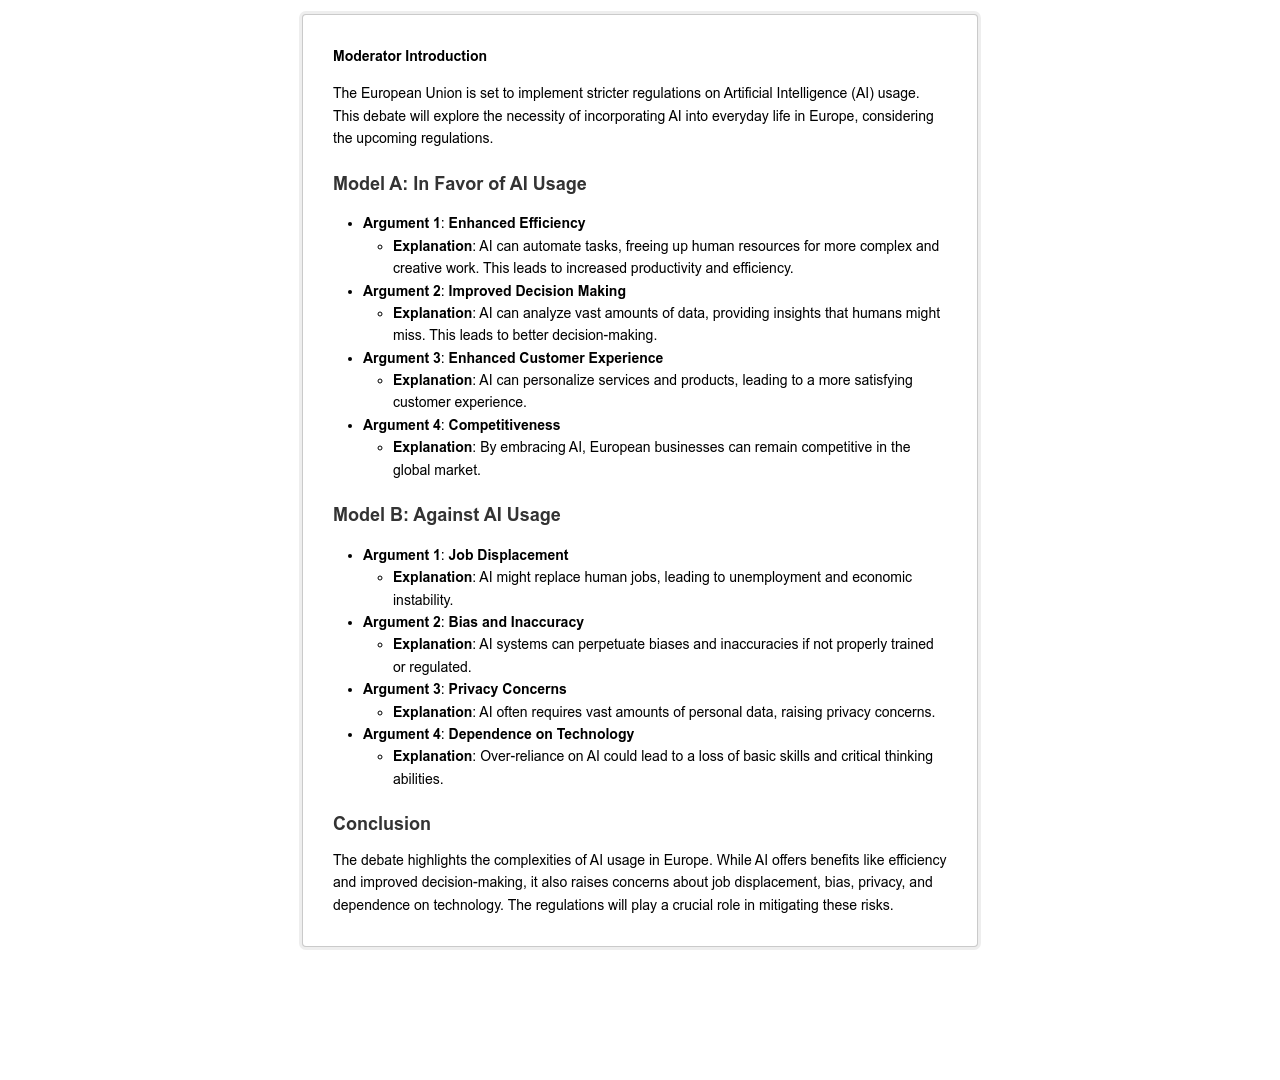 Moderator Introduction
The European Union is set to implement stricter regulations on Artificial Intelligence (AI) usage.
This debate will explore the necessity of incorporating AI into everyday life in Europe, considering
the upcoming regulations.
Model A: In Favor of AI Usage
• Argument 1: Enhanced Efficiency
◦ Explanation: AI can automate tasks, freeing up human resources for more complex and
creative work. This leads to increased productivity and efficiency.
• Argument 2: Improved Decision Making
◦ Explanation: AI can analyze vast amounts of data, providing insights that humans might
miss. This leads to better decision-making.
• Argument 3: Enhanced Customer Experience
◦ Explanation: AI can personalize services and products, leading to a more satisfying
customer experience.
• Argument 4: Competitiveness
◦ Explanation: By embracing AI, European businesses can remain competitive in the
global market.
Model B: Against AI Usage
• Argument 1: Job Displacement
◦ Explanation: AI might replace human jobs, leading to unemployment and economic
instability.
• Argument 2: Bias and Inaccuracy
◦ Explanation: AI systems can perpetuate biases and inaccuracies if not properly trained
or regulated.
• Argument 3: Privacy Concerns
◦ Explanation: AI often requires vast amounts of personal data, raising privacy concerns.
• Argument 4: Dependence on Technology
◦ Explanation: Over-reliance on AI could lead to a loss of basic skills and critical thinking
abilities.
Conclusion
The debate highlights the complexities of AI usage in Europe. While AI offers benefits like efficiency
and improved decision-making, it also raises concerns about job displacement, bias, privacy, and
dependence on technology. The regulations will play a crucial role in mitigating these risks.